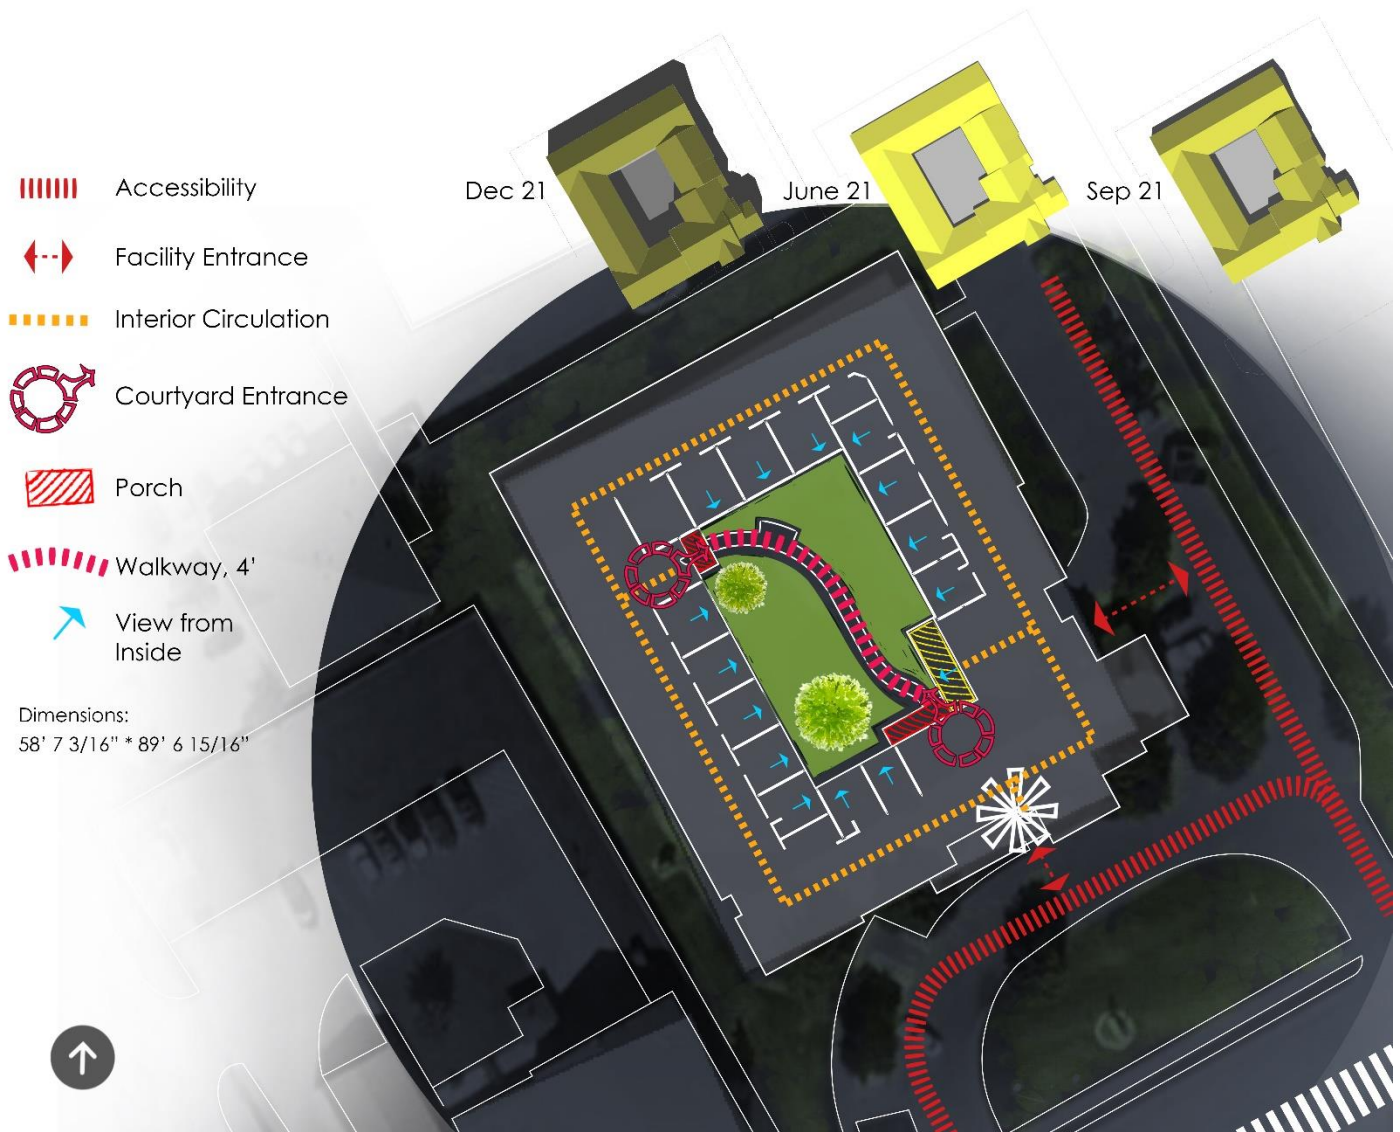 Dec 21
June 21
Sep 21
Accessibility
Facility Entrance
Interior Circulation
Courtyard Entrance
Porch
Walkway, 4'
View from
Inside
Dimensions:
58' 7 3/16" * 89' 6 15/16"